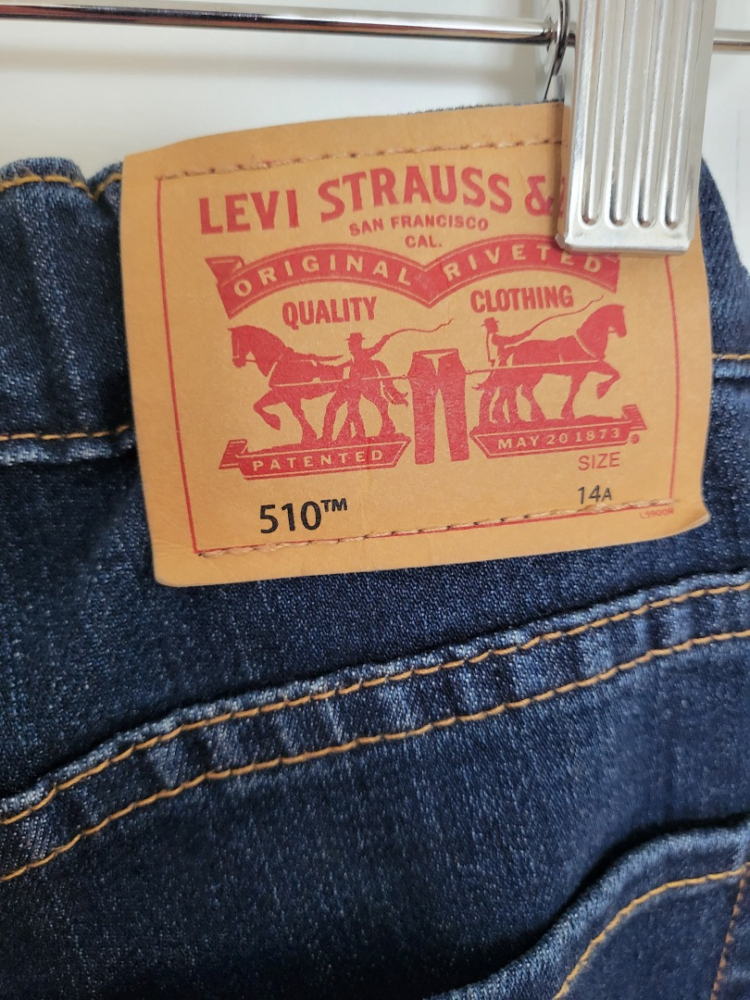 LEVI STRAUSS &
SAN FRANCISCO
CAL.
ORIGINAL RIVETED
QUALITY CLOTHING
PATENTED
MAY 20 1873
SIZE
510™
14A